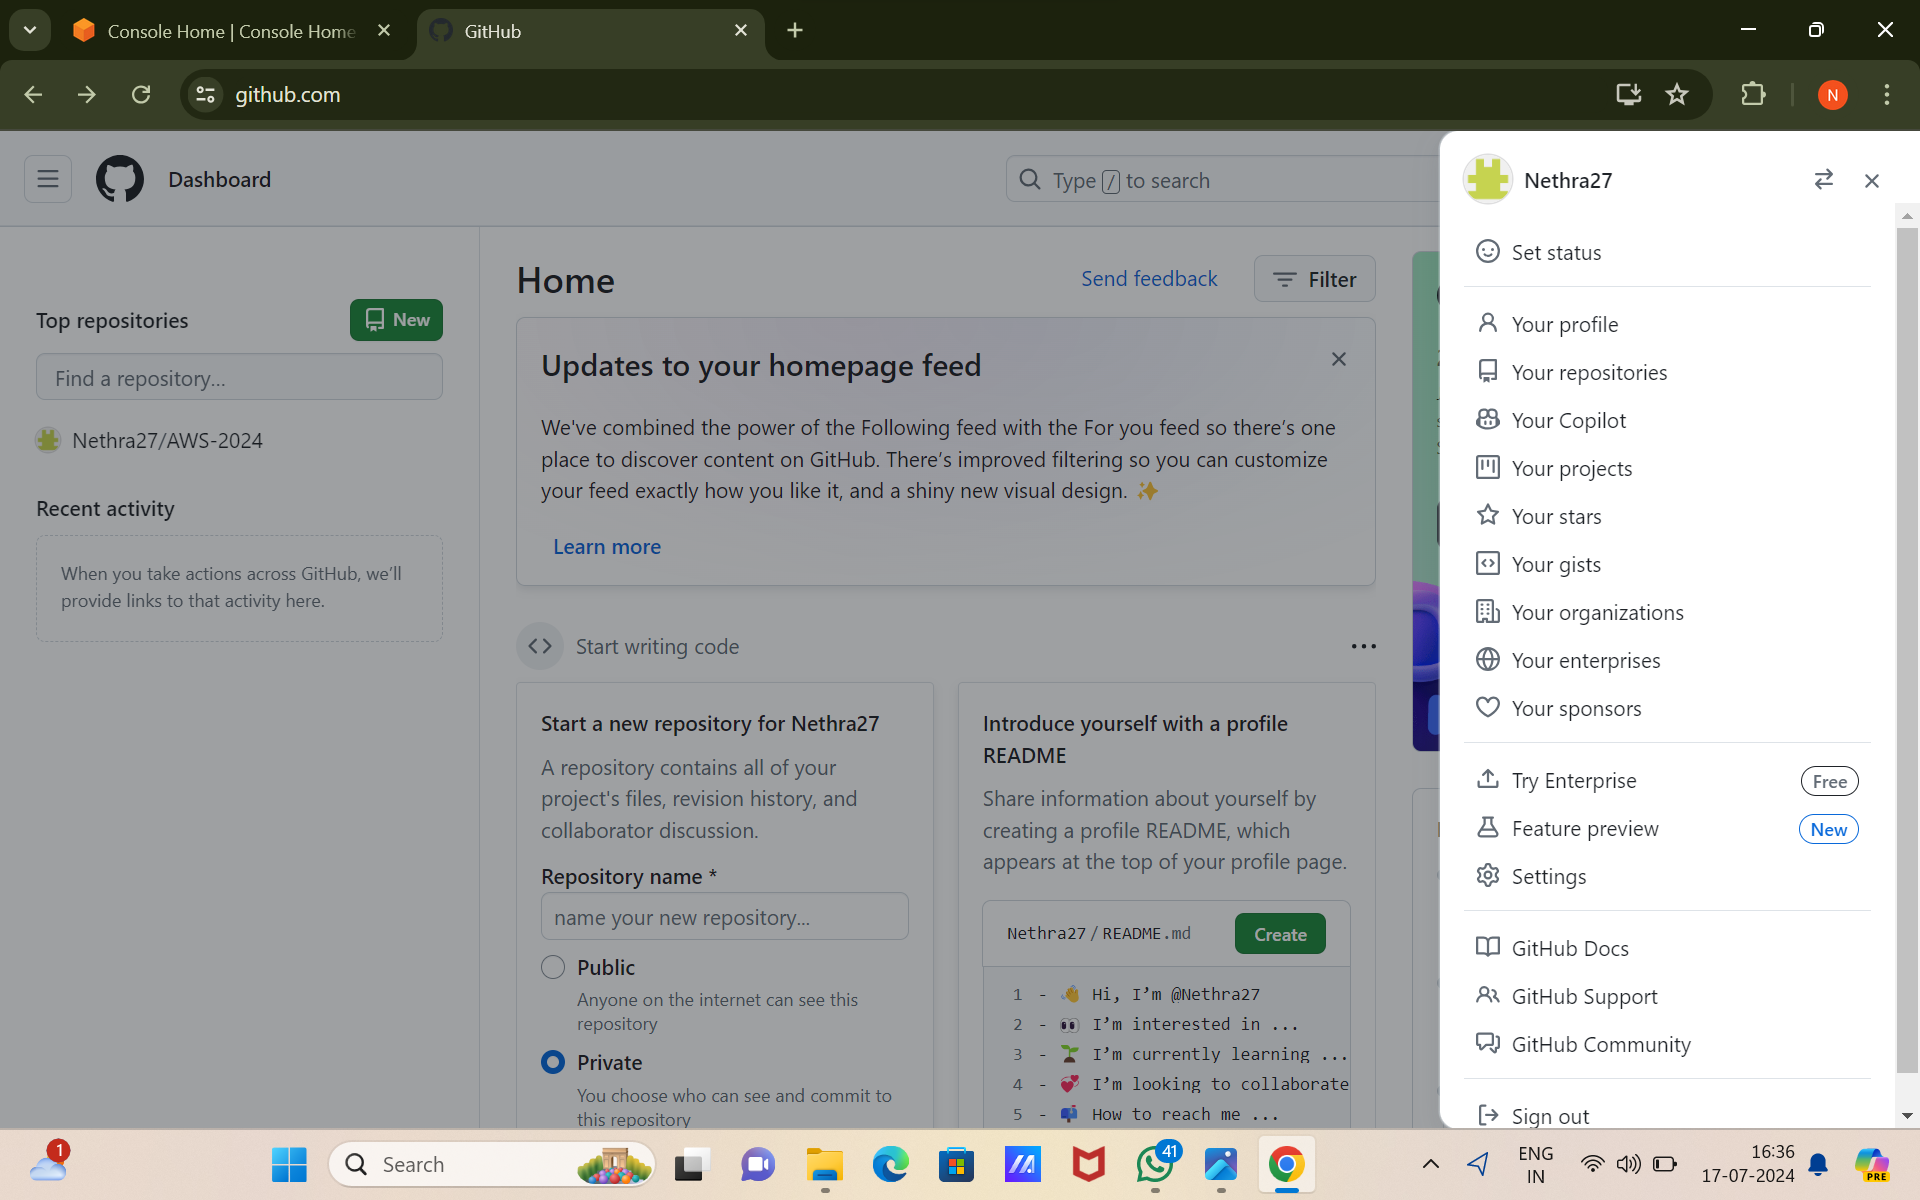 Console Home | Console Home
GitHub
github.com
N
Dashboard
Type / to search
Nethra27
Set status
Your profile
Your repositories
Your Copilot
Your projects
Your stars
Your gists
Your organizations
Your enterprises
Your sponsors
Try Enterprise Free
Feature preview New
Settings
GitHub Docs
GitHub Support
GitHub Community
Sign out
Top repositories
New
Find a repository...
Nethra27/AWS-2024
Recent activity
When you take actions across GitHub, we'll
provide links to that activity here.
Home
Send feedback
Filter
Updates to your homepage feed
We've combined the power of the Following feed with the For you feed so there's one
place to discover content on GitHub. There's improved filtering so you can customize
your feed exactly how you like it, and a shiny new visual design. ✨
Learn more
Start writing code
Start a new repository for Nethra27
A repository contains all of your
project's files, revision history, and
collaborator discussion.
Repository name *
name your new repository...
Public
Anyone on the internet can see this
repository
Private
You choose who can see and commit to
this repository
Introduce yourself with a profile
README
Share information about yourself by
creating a profile README, which
appears at the top of your profile page.
Nethra27 / README.md
Create
1 - 👋 Hi, I'm @Nethra27
2 - 👀 I'm interested in ...
3 - 🌱 I'm currently learning ...
4 - 💞️ I'm looking to collaborate
5 - 📫 How to reach me ...
1
Search
41
ENG
IN
16:36
17-07-2024
PRE